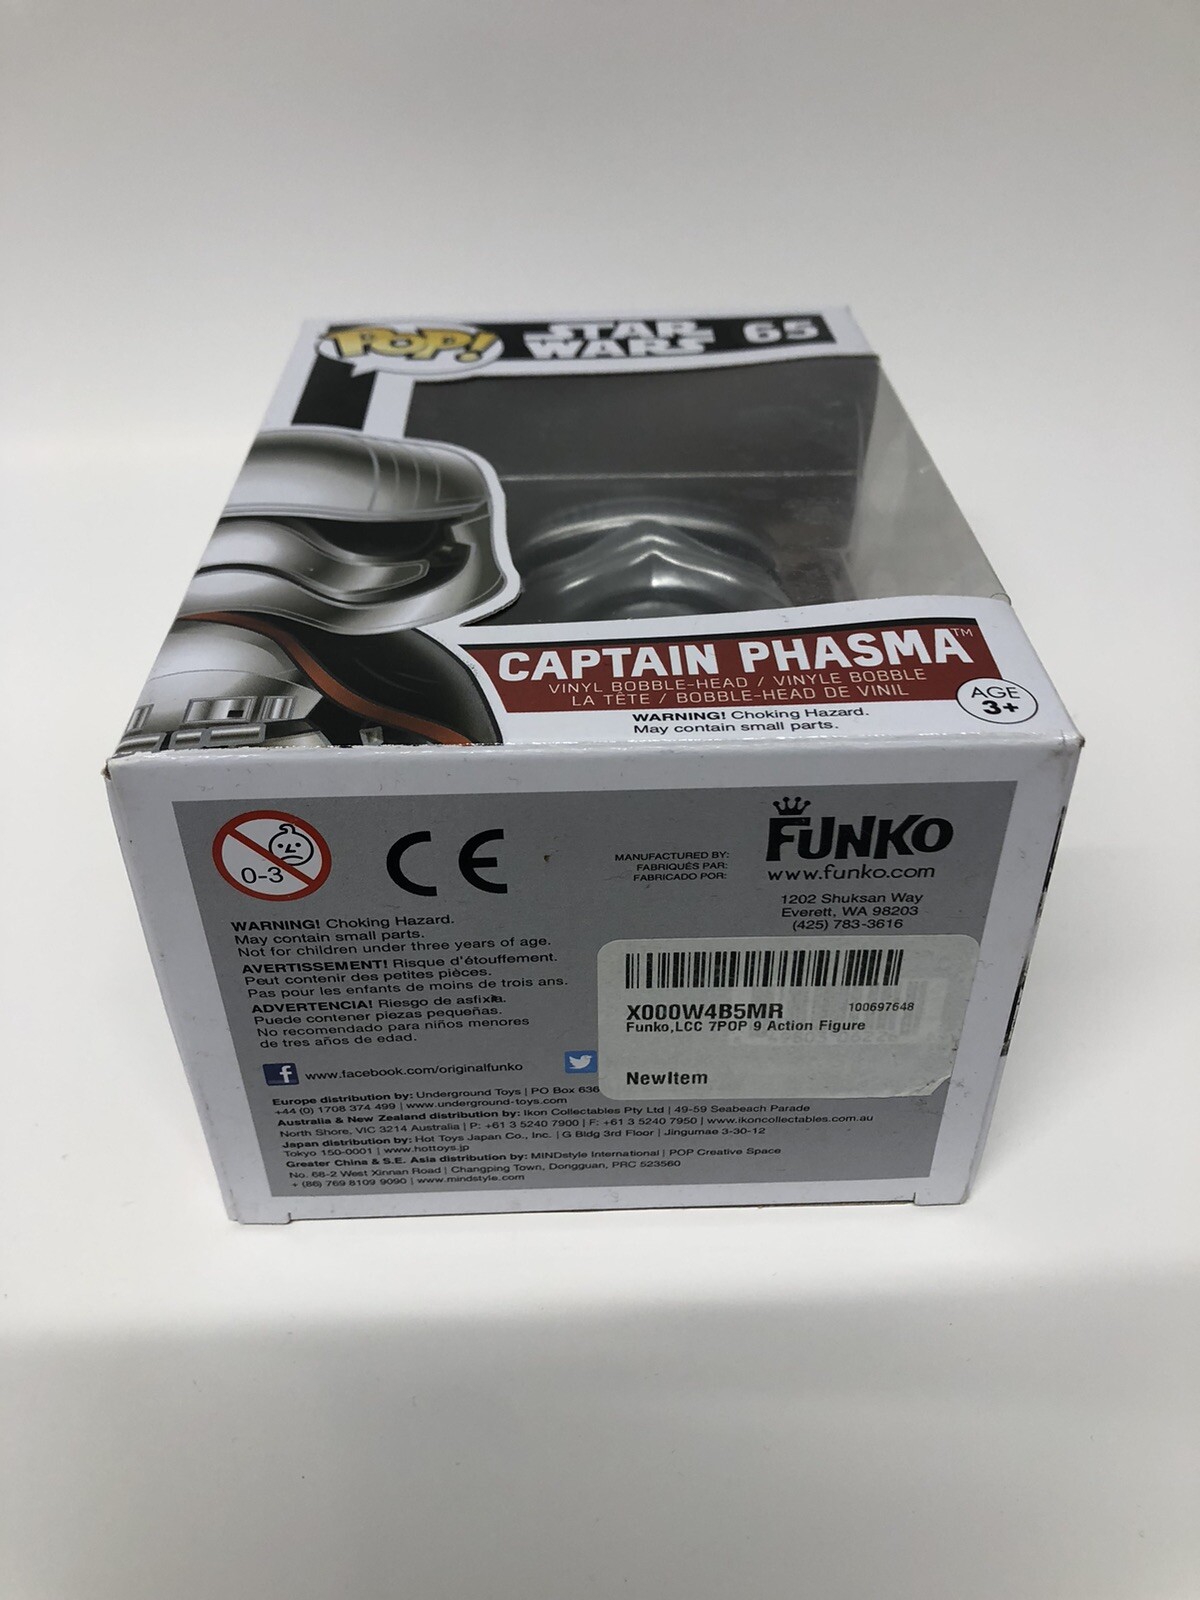 POP! STAR WARS 65
CAPTAIN PHASMA™
VINYL BOBBLE-HEAD / VINYLE BOBBLE
LA TÊTE / BOBBLE-HEAD DE VINIL
WARNING! Choking Hazard.
May contain small parts.
AGE
3+
0-3
CE
MANUFACTURED BY:
FABRIQUÉS PAR:
FABRICADO POR:
FUNKO
www.funko.com
1202 Shuksan Way
Everett, WA 98203
(425) 783-3616
WARNING! Choking Hazard.
May contain small parts.
Not for children under three years of age.
AVERTISSEMENT! Risque d'étouffement.
Peut contenir des petites pièces.
Pas pour les enfants de moins de trois ans.
ADVERTENCIA! Riesgo de asfixia.
Puede contener piezas pequeñas.
No recomendado para niños menores
de tres años de edad.
X000W4B5MR 100697648
Funko,LCC 7POP 9 Action Figure
NewItem
f www.facebook.com/originalfunko
Europe distribution by: Underground Toys | PO Box 636
+44 (0) 1708 374 499 | www.underground-toys.com
Australia & New Zealand distribution by: Ikon Collectables Pty Ltd | 49-59 Seabeach Parade
North Shore, VIC 3214 Australia | P: +61 3 5240 7900 | F: +61 3 5240 7950 | www.ikoncollectables.com.au
Japan distribution by: Hot Toys Japan Co., Inc. | G Bldg 3rd Floor | Jingumae 3-30-12
Tokyo 150-0001 | www.hottoys.jp
Greater China & S.E. Asia distribution by: MINDstyle International | POP Creative Space
No. 68-2 West Xinnan Road | Changping Town, Dongguan, PRC 523560
+ (86) 769 8109 9090 | www.mindstyle.com